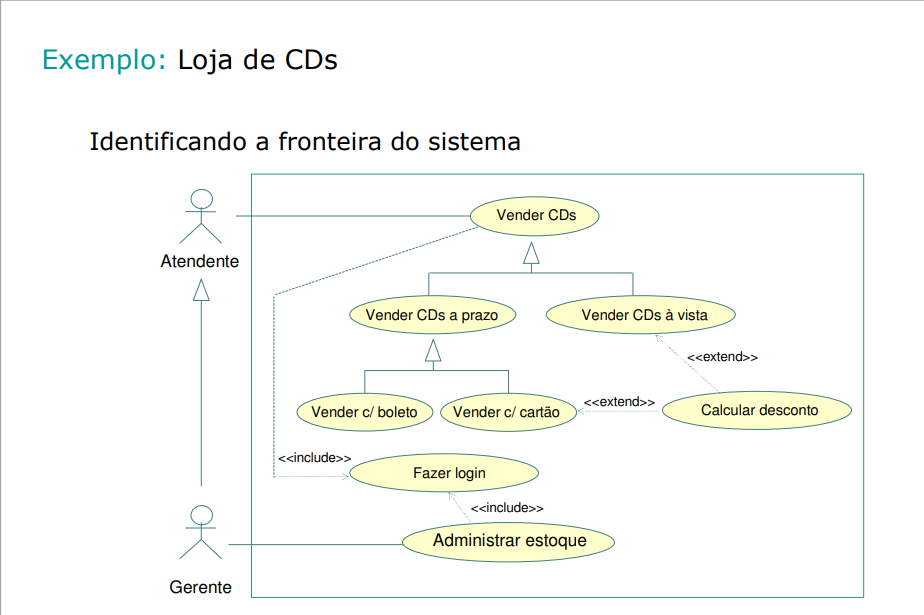 Exemplo: Loja de CDs
Identificando a fronteira do sistema
Vender CDs
Atendente
Vender CDs a prazo
Vender CDs à vista
<<extend>>
<<extend>>
Vender c/ boleto
Vender c/ cartão
Calcular desconto
<<include>>
Fazer login
<<include>>
Administrar estoque
Gerente